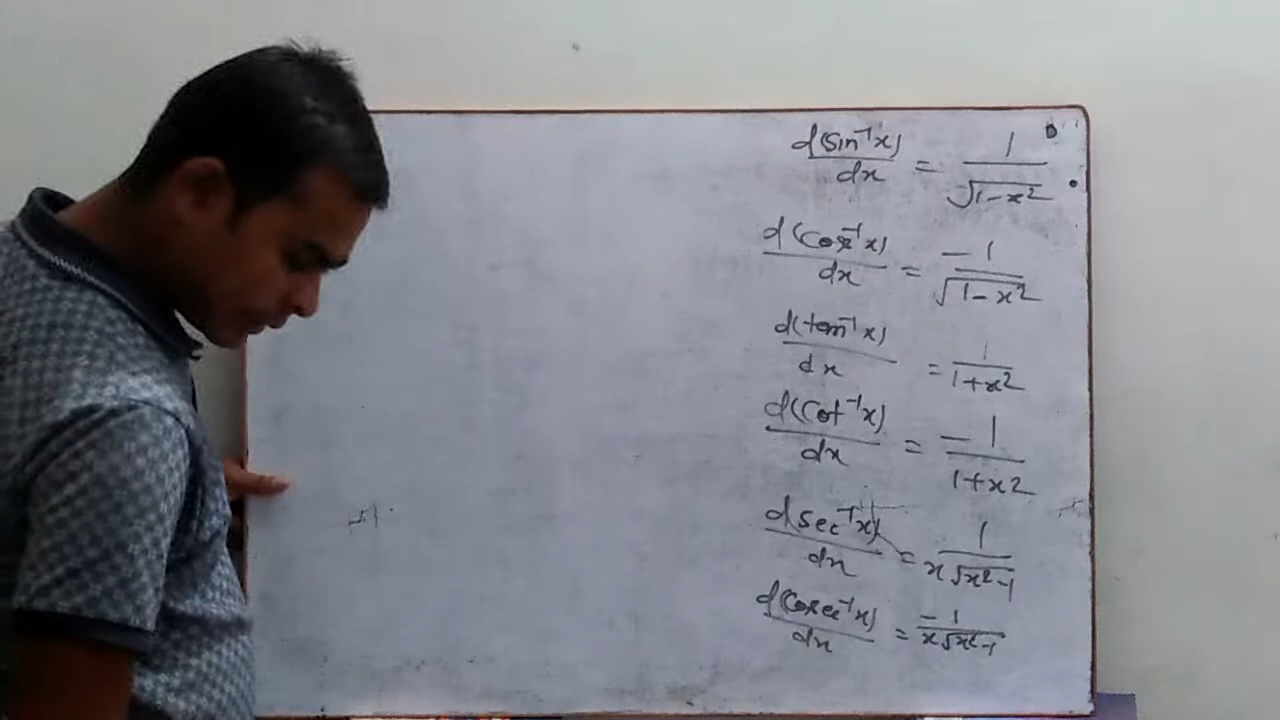 d(sin⁻¹x)/dx = 1/√1-x²
d(cos⁻¹x)/dx = -1/√1-x²
d(tan⁻¹x)/dx = 1/1+x²
d(cot⁻¹x)/dx = -1/1+x²
d(sec⁻¹x)/dx = 1/x√x²-1
d(cosec⁻¹x)/dx = -1/x√x²-1